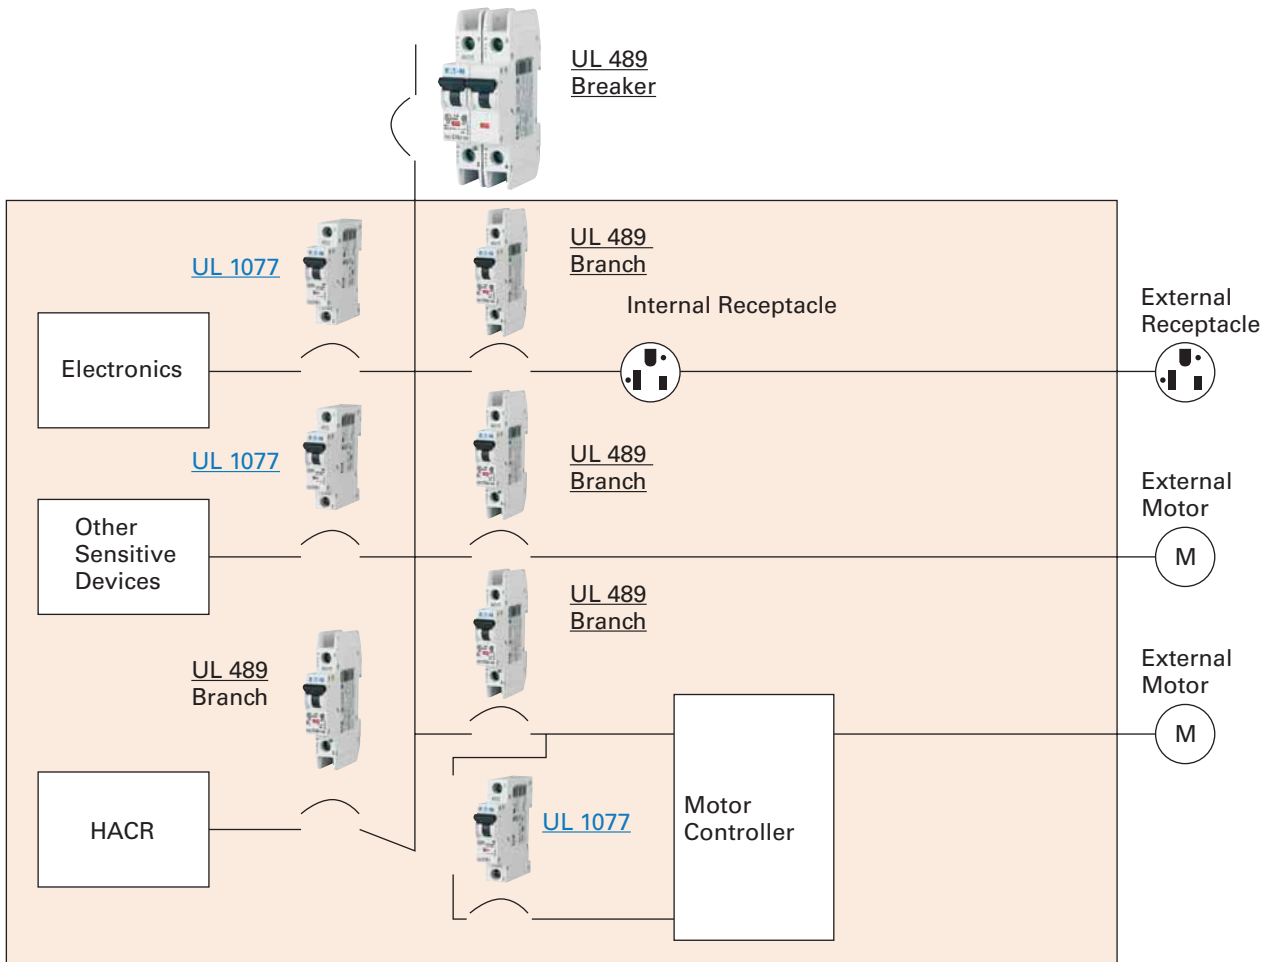 UL 489
Breaker
UL 489
Branch
UL 1077
Internal Receptacle
External
Receptacle
Electronics
UL 1077
UL 489
Branch
External
Motor
Other
Sensitive
Devices
M
UL 489
Branch
UL 489
Branch
External
Motor
M
HACR
UL 1077
Motor
Controller